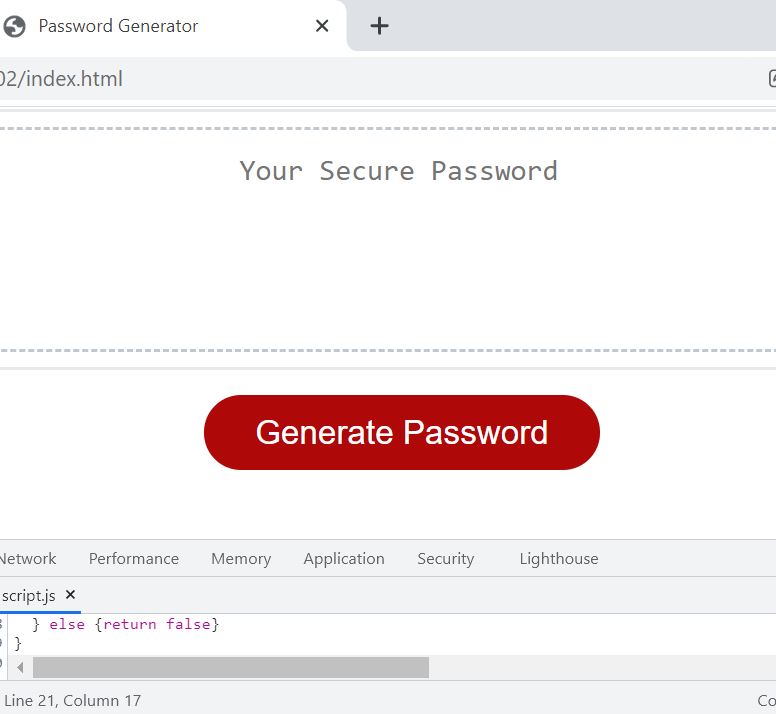 Password Generator
02/index.html
Your Secure Password
Generate Password
Network Performance Memory Application Security Lighthouse
script.js
} else {return false}
}
Line 21, Column 17
Co